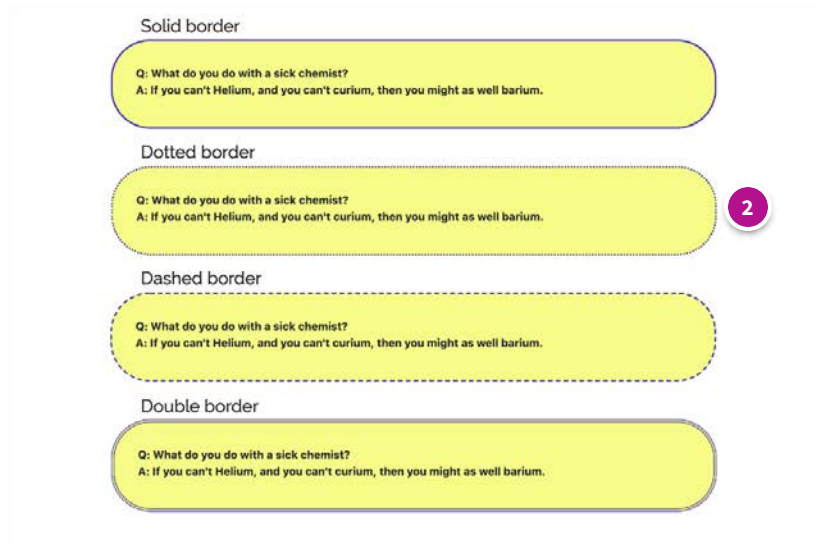 Solid border
Q: What do you do with a sick chemist?
A: If you can't Helium, and you can't curium, then you might as well barium.
Dotted border
Q: What do you do with a sick chemist?
A: If you can't Helium, and you can't curium, then you might as well barium.
2
Dashed border
Q: What do you do with a sick chemist?
A: If you can't Helium, and you can't curium, then you might as well barium.
Double border
Q: What do you do with a sick chemist?
A: If you can't Helium, and you can't curium, then you might as well barium.